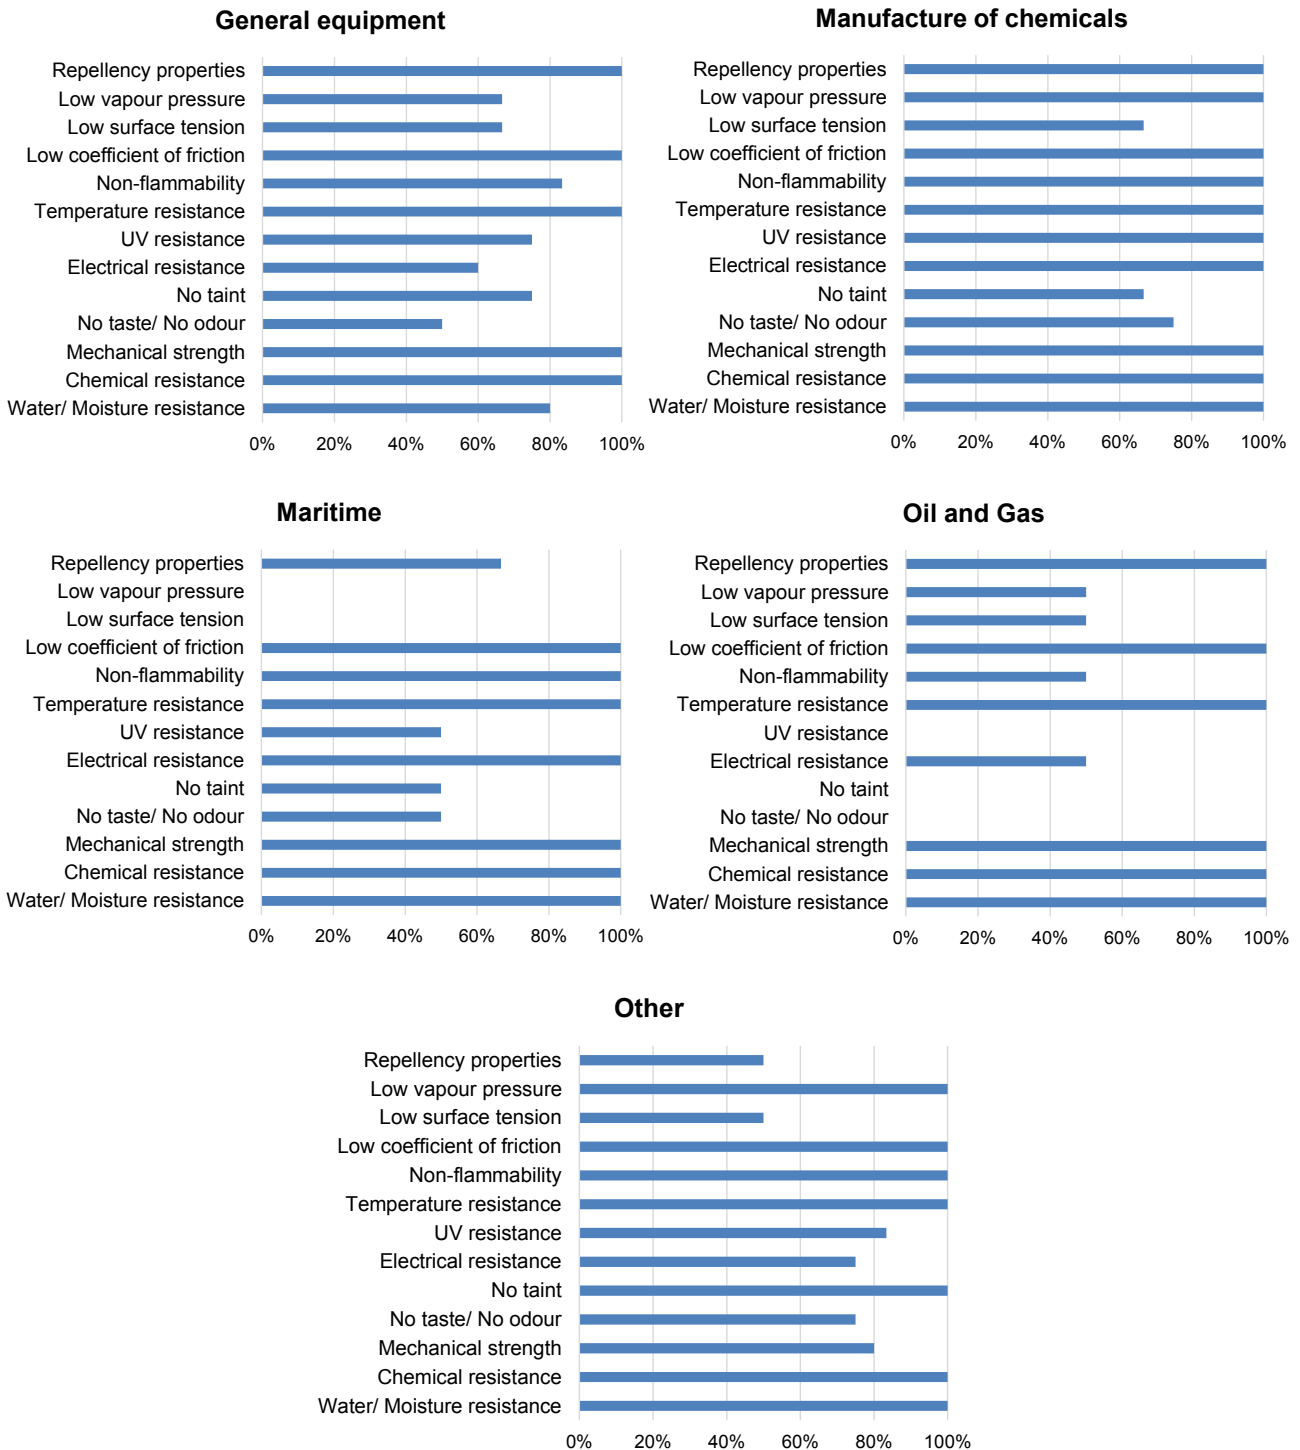 General equipment
Repellency properties
Low vapour pressure
Low surface tension
Low coefficient of friction
Non-flammability
Temperature resistance
UV resistance
Electrical resistance
No taint
No taste/ No odour
Mechanical strength
Chemical resistance
Water/ Moisture resistance
0% 20% 40% 60% 80% 100%
Manufacture of chemicals
Repellency properties
Low vapour pressure
Low surface tension
Low coefficient of friction
Non-flammability
Temperature resistance
UV resistance
Electrical resistance
No taint
No taste/ No odour
Mechanical strength
Chemical resistance
Water/ Moisture resistance
0% 20% 40% 60% 80% 100%
Maritime
Repellency properties
Low vapour pressure
Low surface tension
Low coefficient of friction
Non-flammability
Temperature resistance
UV resistance
Electrical resistance
No taint
No taste/ No odour
Mechanical strength
Chemical resistance
Water/ Moisture resistance
0% 20% 40% 60% 80% 100%
Oil and Gas
Repellency properties
Low vapour pressure
Low surface tension
Low coefficient of friction
Non-flammability
Temperature resistance
UV resistance
Electrical resistance
No taint
No taste/ No odour
Mechanical strength
Chemical resistance
Water/ Moisture resistance
0% 20% 40% 60% 80% 100%
Other
Repellency properties
Low vapour pressure
Low surface tension
Low coefficient of friction
Non-flammability
Temperature resistance
UV resistance
Electrical resistance
No taint
No taste/ No odour
Mechanical strength
Chemical resistance
Water/ Moisture resistance
0% 20% 40% 60% 80% 100%